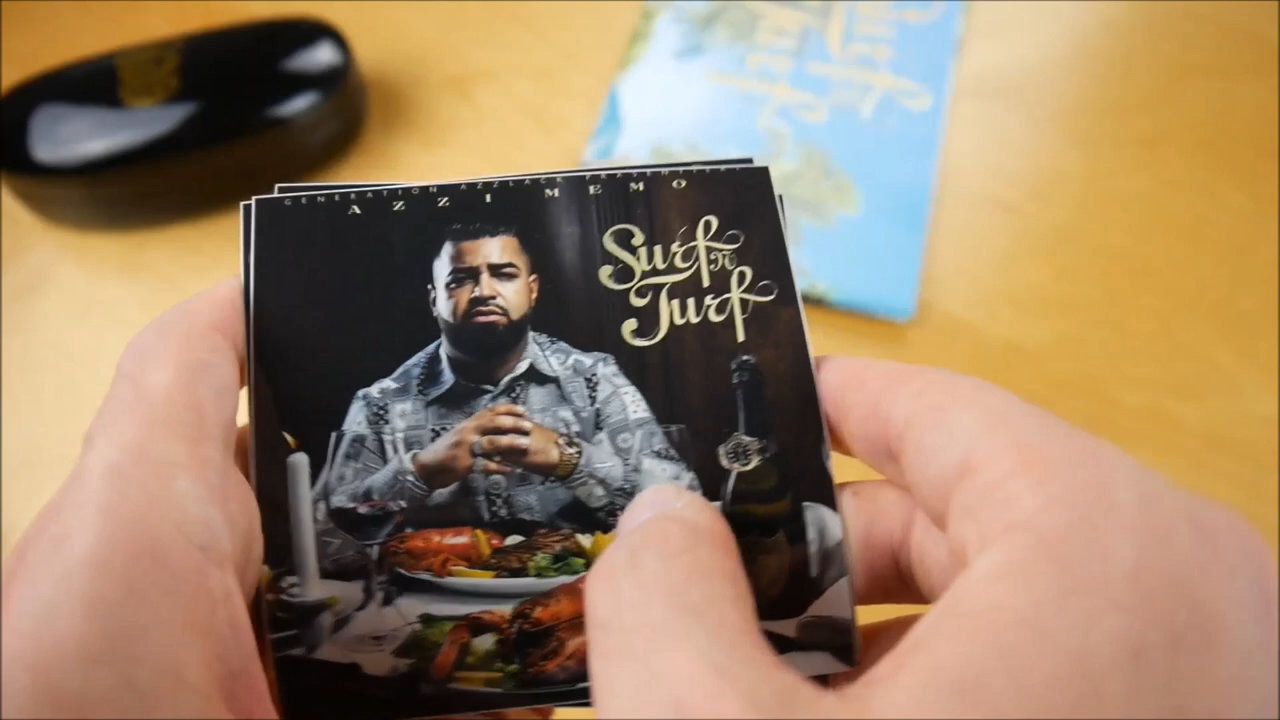 GENERATION AZZLACK PRÄSENTIERT
AZZI MEMO
Surf
n
Turf